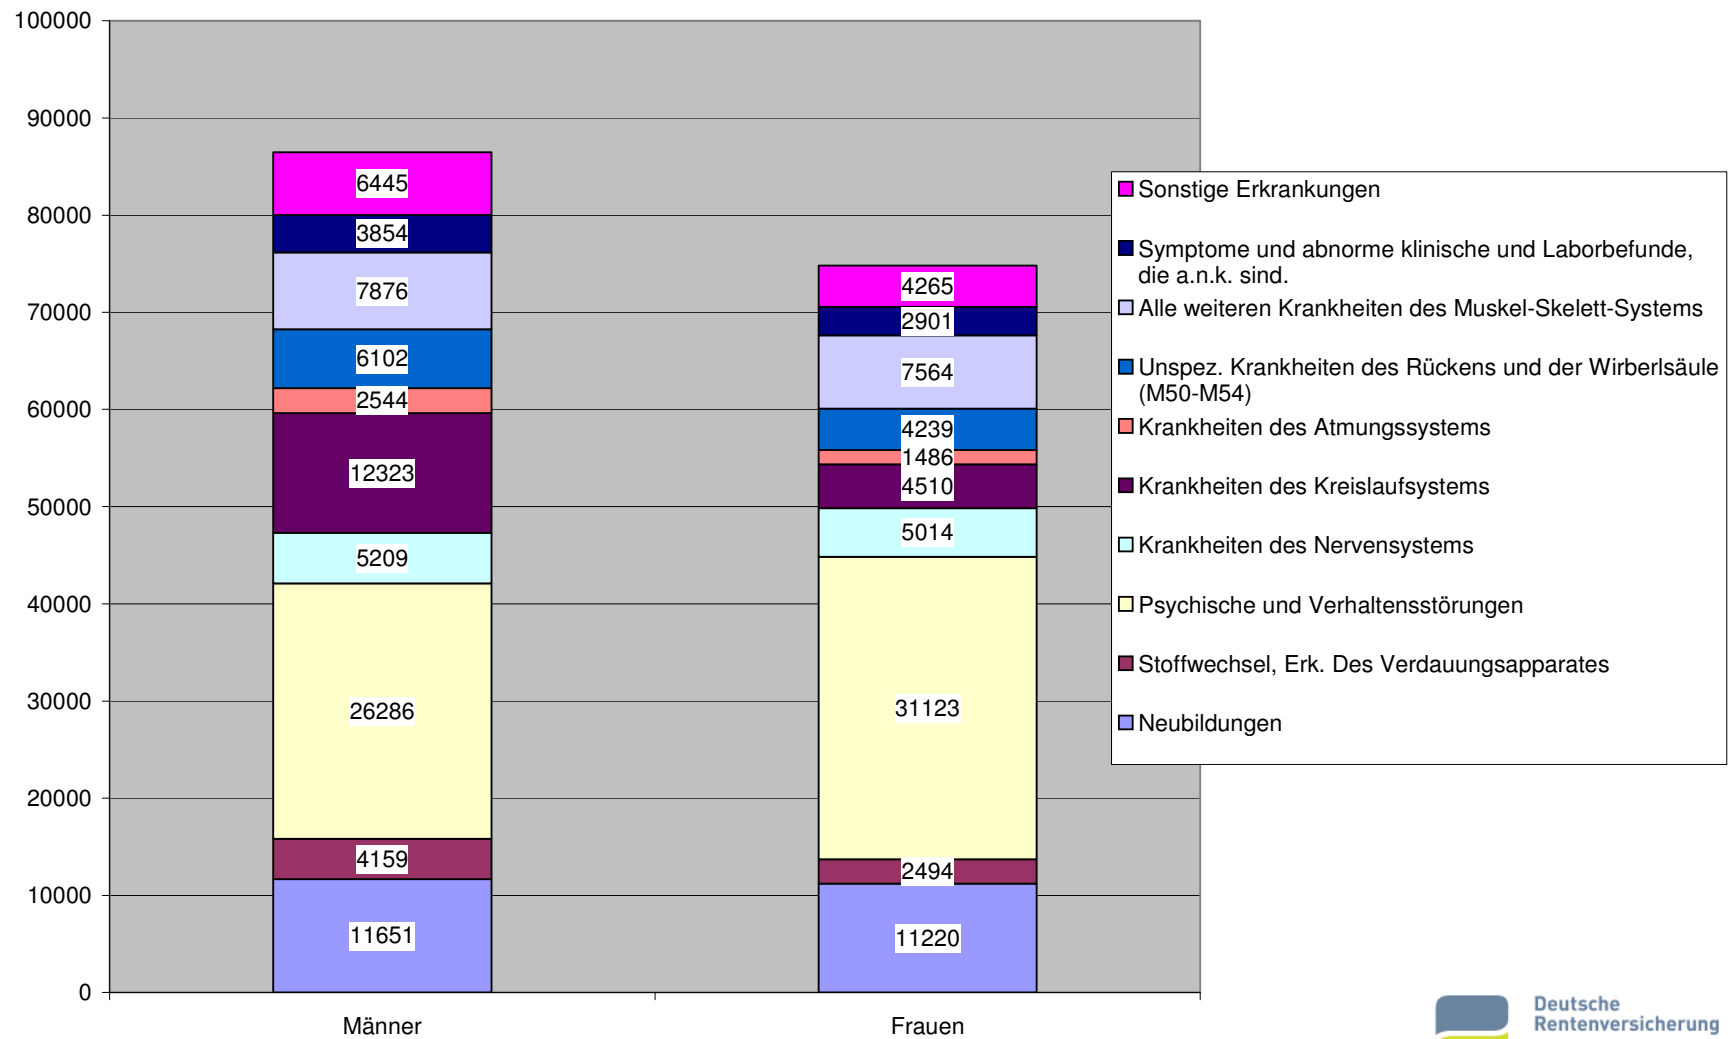 100000
90000
80000
70000
60000
50000
40000
30000
20000
10000
0
6445
3854
7876
6102
2544
12323
5209
26286
4159
11651
Männer
4265
2901
7564
4239
1486
4510
5014
31123
2494
11220
Frauen
Sonstige Erkrankungen
Symptome und abnorme klinische und Laborbefunde,
die a.n.k. sind.
Alle weiteren Krankheiten des Muskel-Skelett-Systems
Unspez. Krankheiten des Rückens und der Wirberlsäule
(M50-M54)
Krankheiten des Atmungssystems
Krankheiten des Kreislaufsystems
Krankheiten des Nervensystems
Psychische und Verhaltensstörungen
Stoffwechsel, Erk. Des Verdauungsapparates
Neubildungen
Deutsche
Rentenversicherung